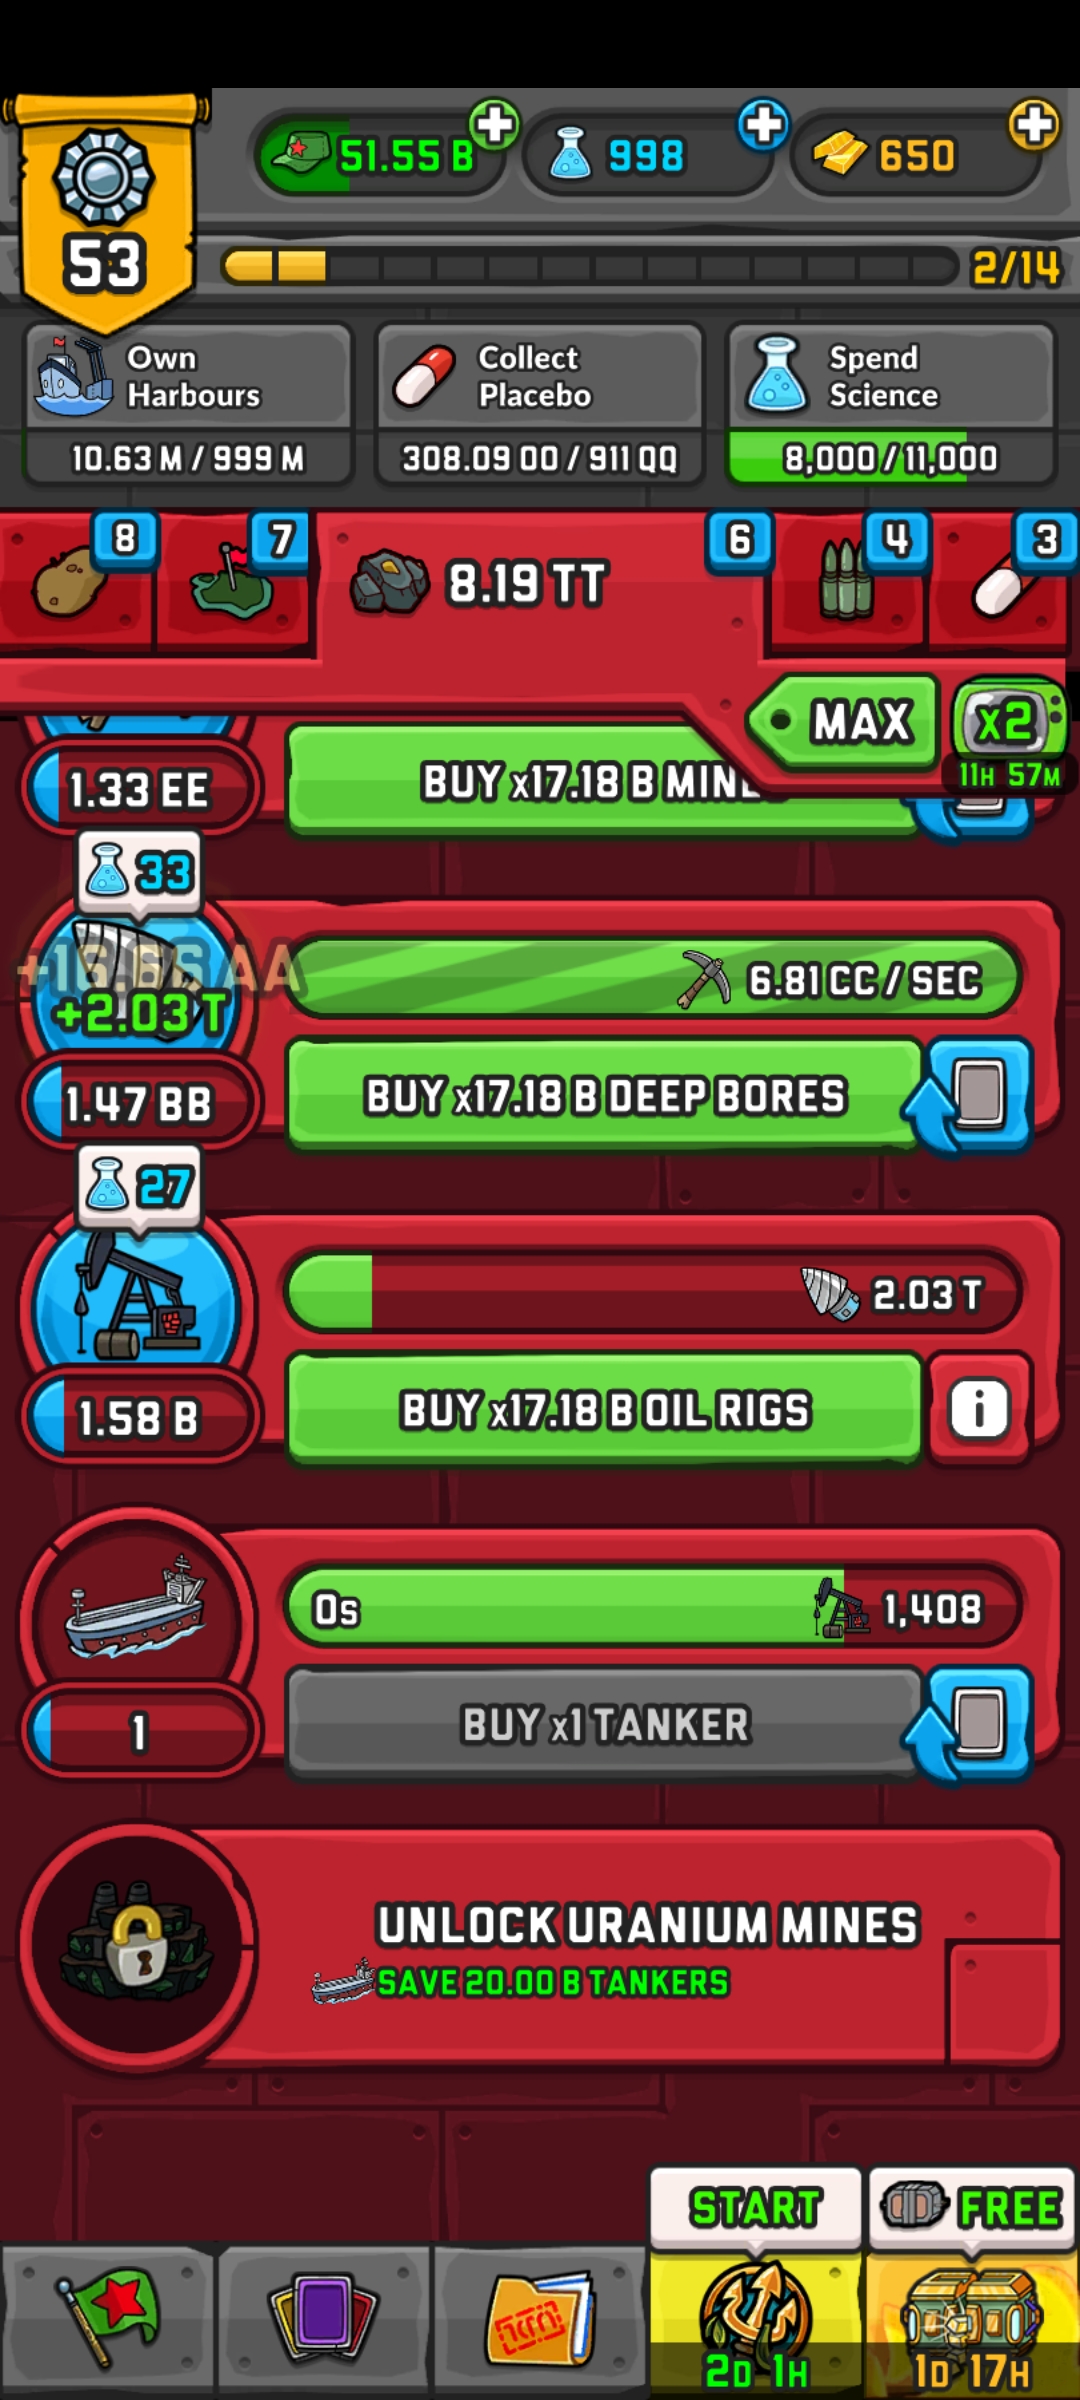 51.55 B
998
650
53
2/14
Own
Harbours
Collect
Placebo
Spend
Science
10.63 M / 999 M
308.09 OO / 911 QQ
8,000 / 11,000
8
7
8.19 TT
6
4
3
MAX
x2
11H 57M
1.33 EE
BUY x17.18 B
33
+16.66 AA
+2.03 T
6.81 CC / SEC
1.47 BB
BUY x17.18 B DEEP BORES
27
2.03 T
1.58 B
BUY x17.18 B OIL RIGS
i
0s
1,408
1
BUY x1 TANKER
UNLOCK URANIUM MINES
SAVE 20.00 B TANKERS
START
FREE
2D 1H
1D 17H